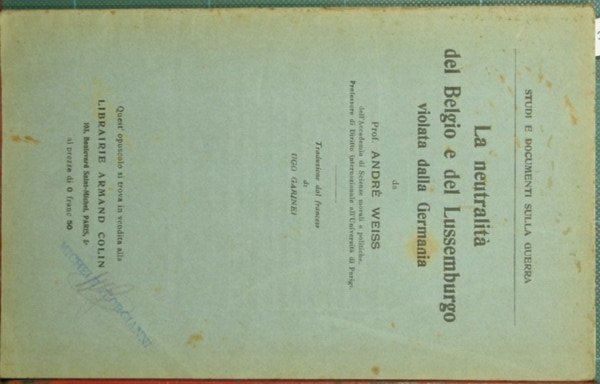 STUDI E DOCUMENTI SULLA GUERRA
La neutralità
del Belgio e del Lussemburgo
violata dalla Germania
da
Prof. ANDRÉ WEISS
dell'Accademia di Scienze morali e politiche,
Professore di Diritto internazionale all'Università di Parigi.
Traduzione dal francese
di
UGO GARINEI
Quest' opuscolo si trova in vendita alla
LIBRAIRIE ARMAND COLIN
103, Boulevard Saint-Michel, PARIS, 5e
al prezzo di 0 franc 50